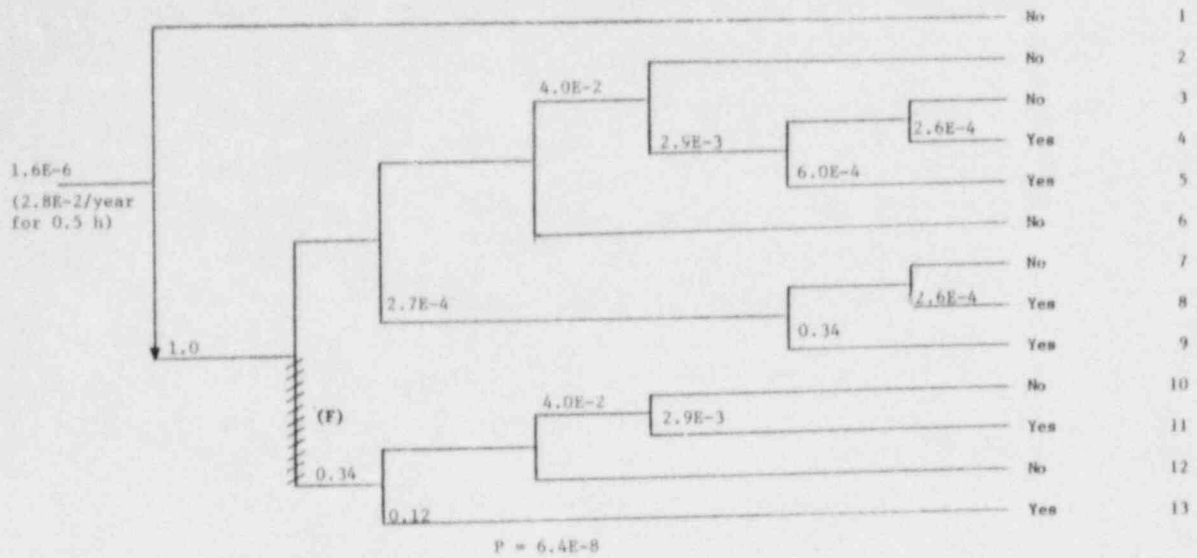 No 1
No 2
4.0E-2
No 3
2.6E-4
2.9E-3
Yes 4
1.6E-6
6.0E-4
Yes 5
(2.8E-2/year
for 0.5 h)
No 6
No 7
2.7E-4
2.6E-4
Yes 8
0.34
Yes 9
1.0
No 10
4.0E-2
(F)
2.9E-3
Yes 11
0.34
No 12
0.12
Yes 13
P = 6.4E-8